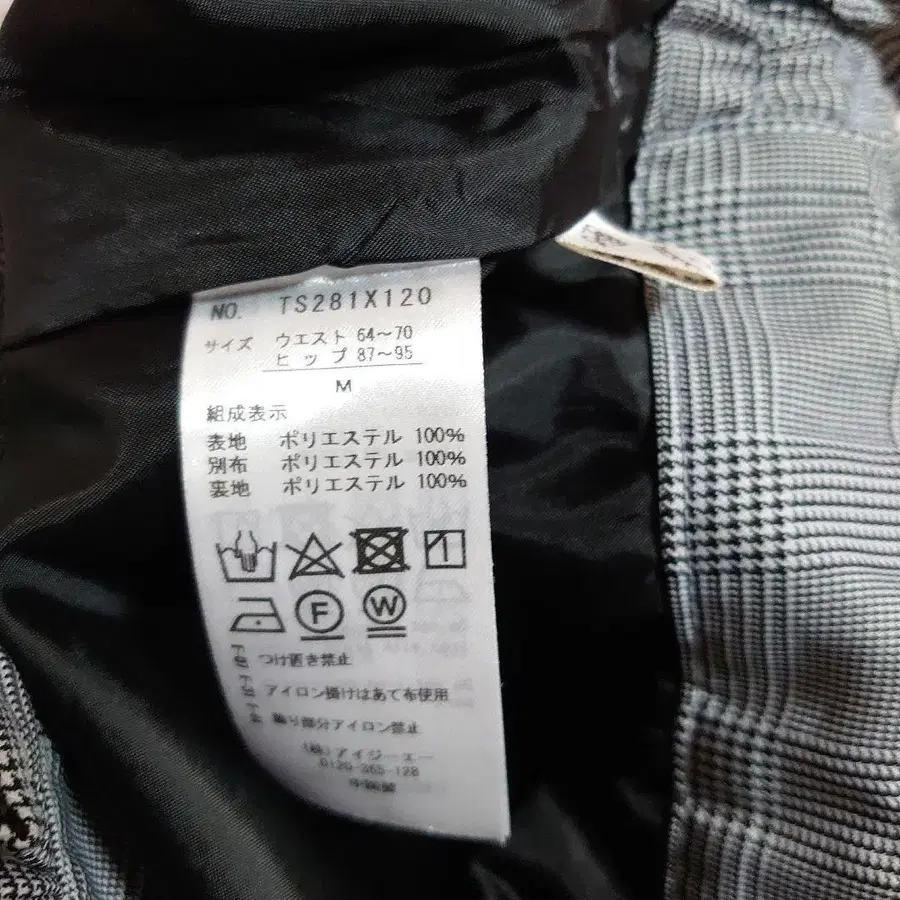 NO. TS281X120
サイズ ウエスト 64～70
ヒップ 87～95
M
組成表示
表地 ポリエステル 100%
別布 ポリエステル 100%
裏地 ポリエステル 100%
F W
つけ置き禁止
アイロン掛けはあて布使用
飾り部分アイロン禁止
(株)アイジーエー
0120-365-128
中国製